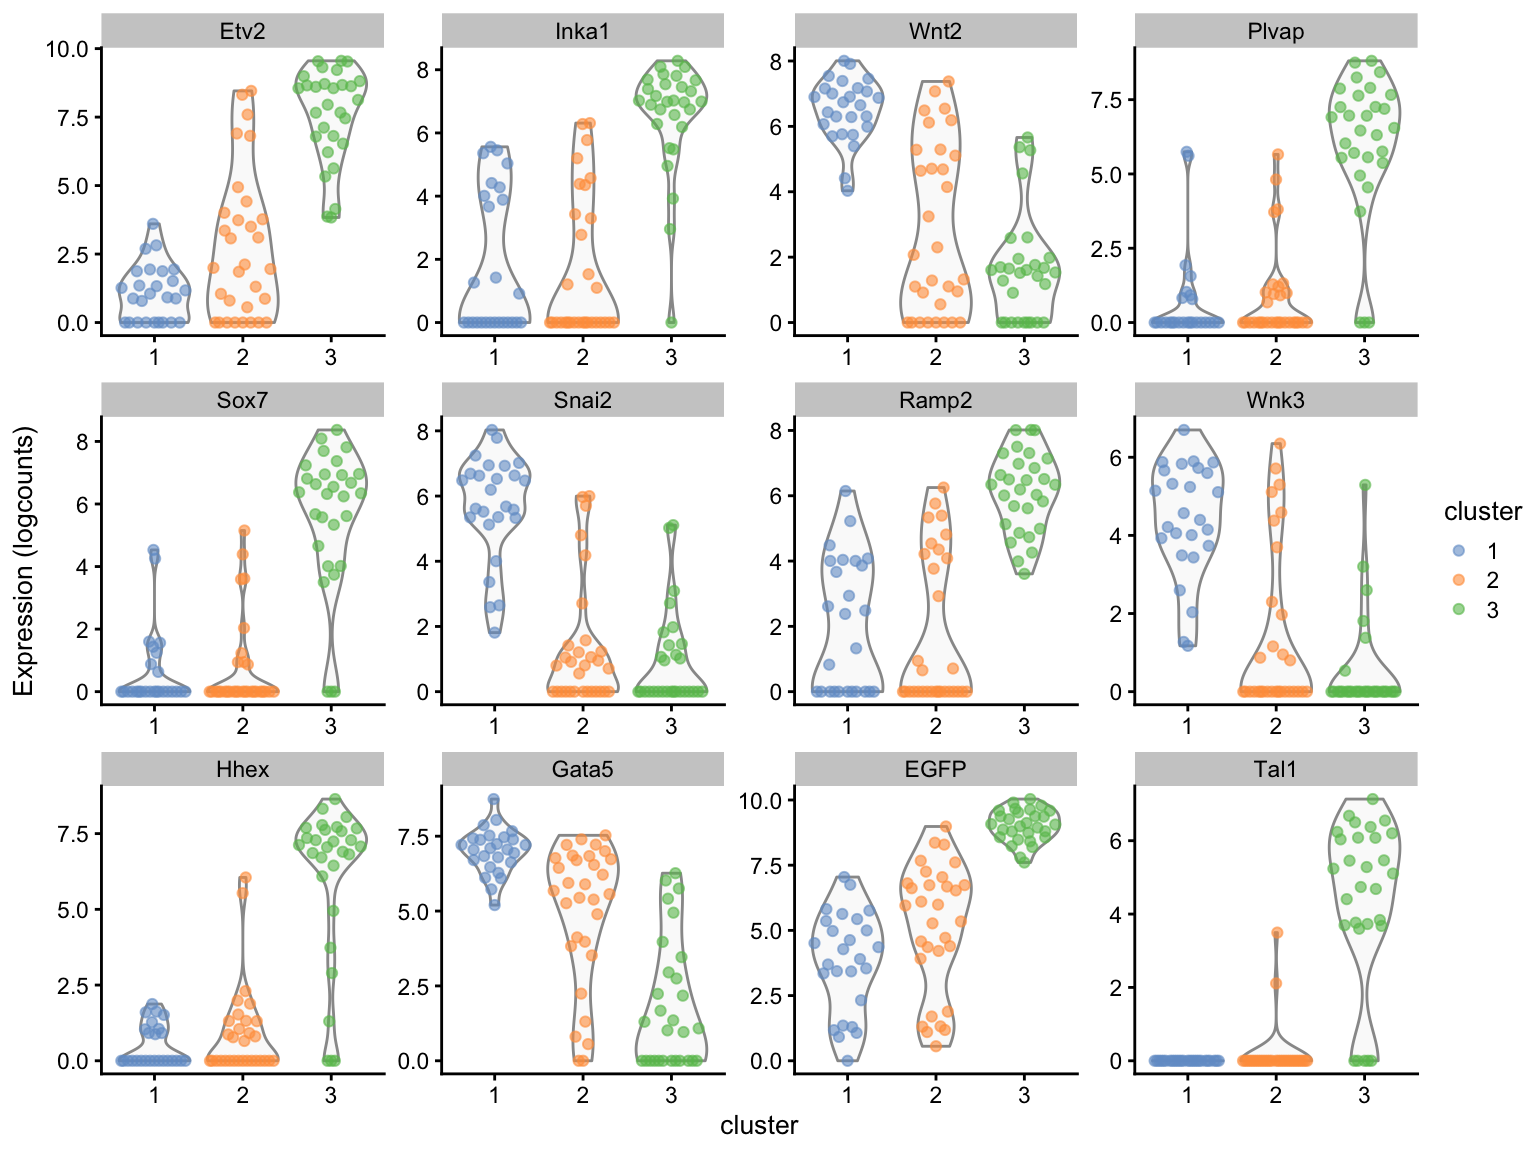 Etv2 Inka1 Wnt2 Plvap
10.0 7.5 5.0 2.5 0.0
8 6 4 2 0
8 6 4 2 0
7.5 5.0 2.5 0.0
1 2 3 1 2 3 1 2 3 1 2 3
Sox7 Snai2 Ramp2 Wnk3
8 6 4 2 0
8 6 4 2 0
8 6 4 2 0
6 4 2 0
1 2 3 1 2 3 1 2 3 1 2 3
Hhex Gata5 EGFP Tal1
7.5 5.0 2.5 0.0
7.5 5.0 2.5 0.0
10.0 7.5 5.0 2.5 0.0
6 4 2 0
1 2 3 1 2 3 1 2 3 1 2 3
Expression (logcounts)
cluster
cluster
1
2
3